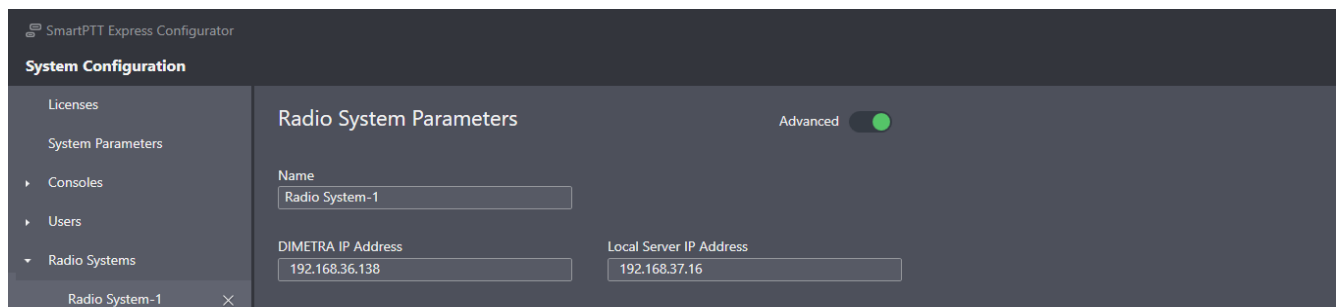 SmartPTT Express Configurator
System Configuration
Licenses
System Parameters
Consoles
Users
Radio Systems
Radio System-1
Radio System Parameters
Advanced
Name
Radio System-1
DIMETRA IP Address
Local Server IP Address
192.168.36.138
192.168.37.16